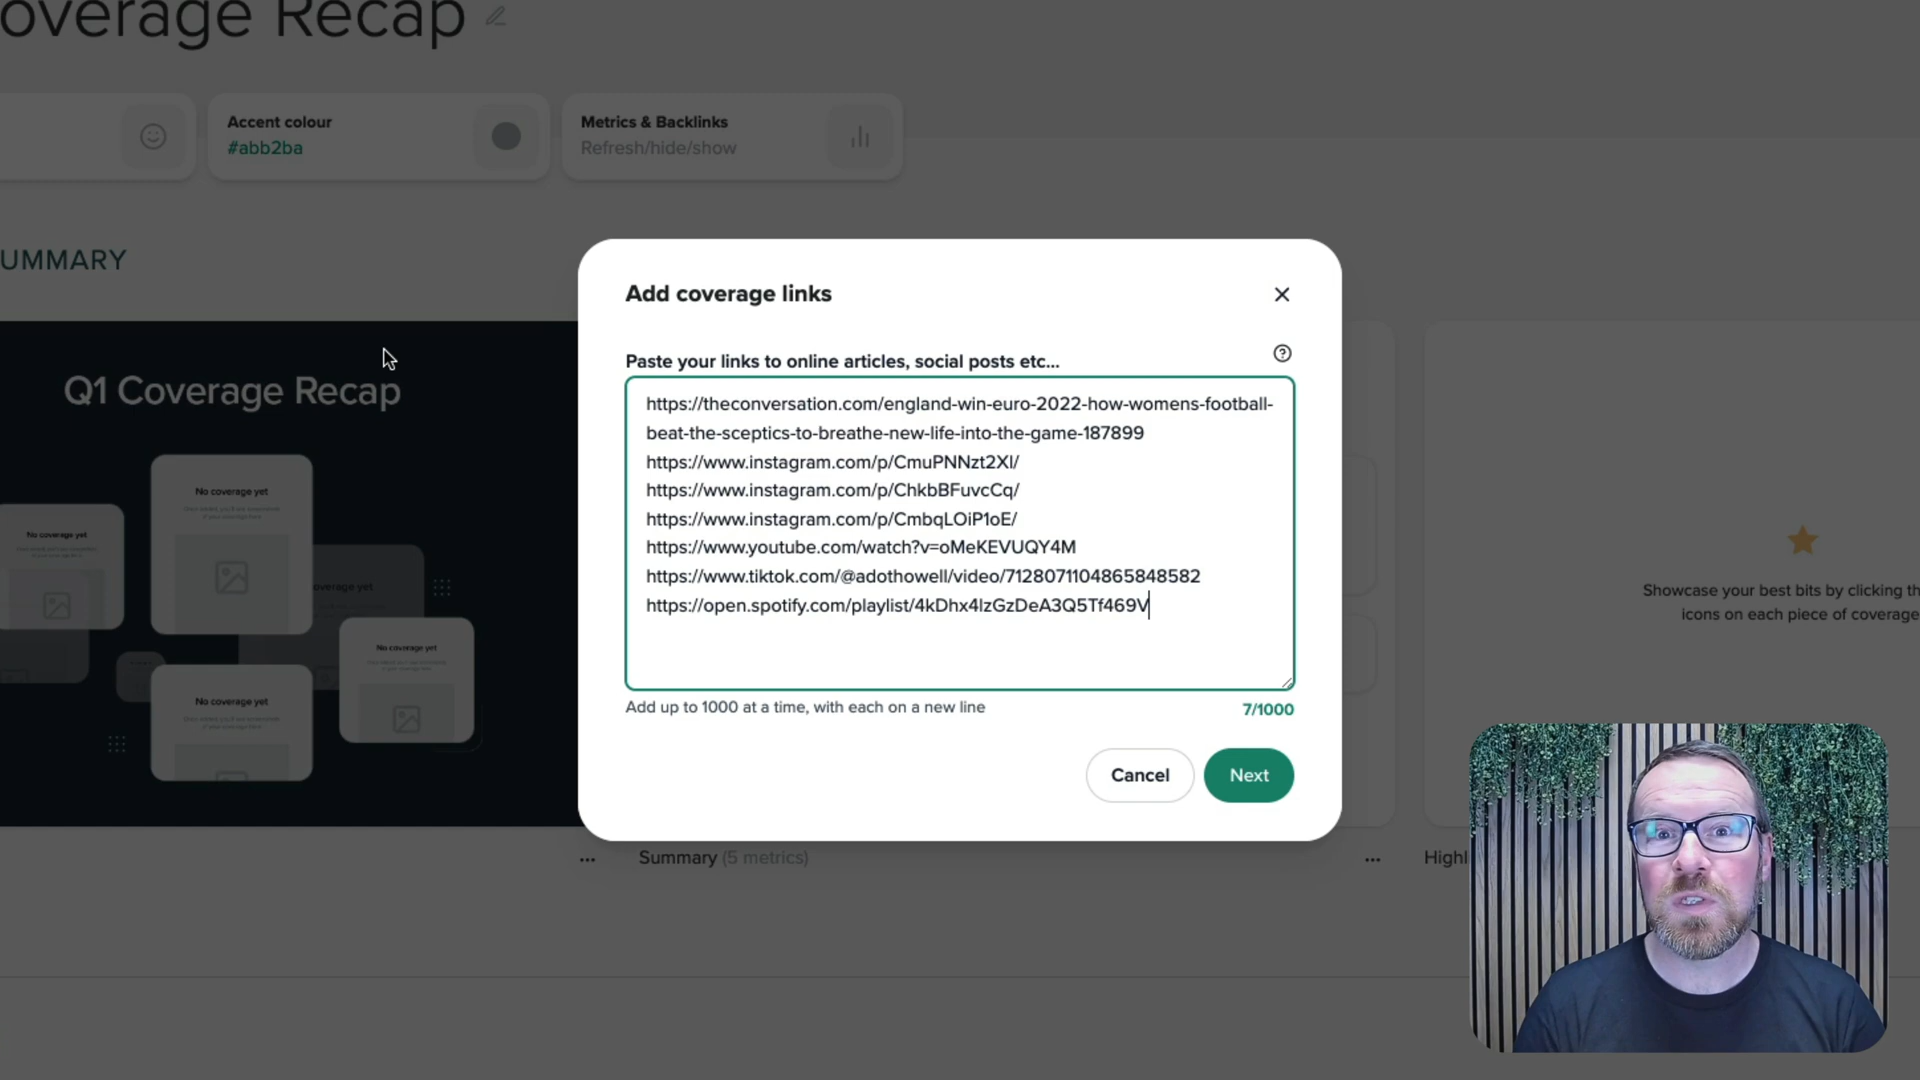 overage Recap
Accent colour
#abb2ba
Metrics & Backlinks
Refresh/hide/show
UMMARY
Q1 Coverage Recap
No coverage yet
No coverage yet
overage yet
No coverage yet
No coverage yet
Add coverage links
Paste your links to online articles, social posts etc...
https://theconversation.com/england-win-euro-2022-how-womens-football-
beat-the-sceptics-to-breathe-new-life-into-the-game-187899
https://www.instagram.com/p/CmuPNNzt2Xl/
https://www.instagram.com/p/ChkbBFuvcCq/
https://www.instagram.com/p/CmbqLOiP1oE/
https://www.youtube.com/watch?v=oMeKEVUQY4M
https://www.tiktok.com/@adothowell/video/7128071104865848582
https://open.spotify.com/playlist/4kDhx4lzGzDeA3Q5Tf469V
Add up to 1000 at a time, with each on a new line
7/1000
Cancel
Next
Showcase your best bits by clicking th
icons on each piece of coverage
Summary (5 metrics)
Highl